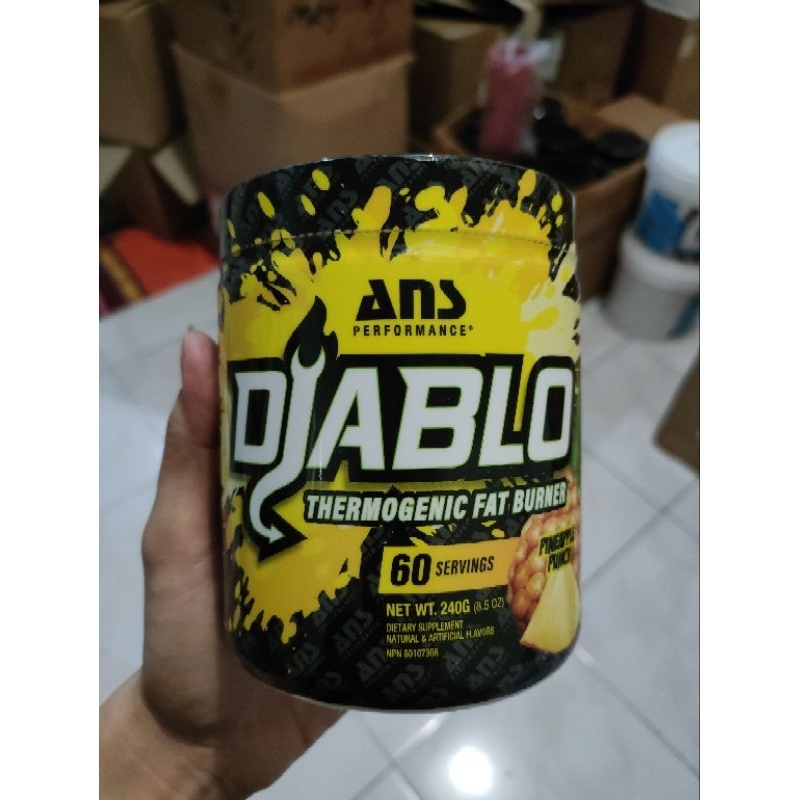 ANS
PERFORMANCE
DIABLO
THERMOGENIC FAT BURNER
60 SERVINGS
PINEAPPLE
PUNCH
NET WT. 240G (8.5 OZ)
DIETARY SUPPLEMENT
NATURAL & ARTIFICIAL FLAVORS
NPN 80107398